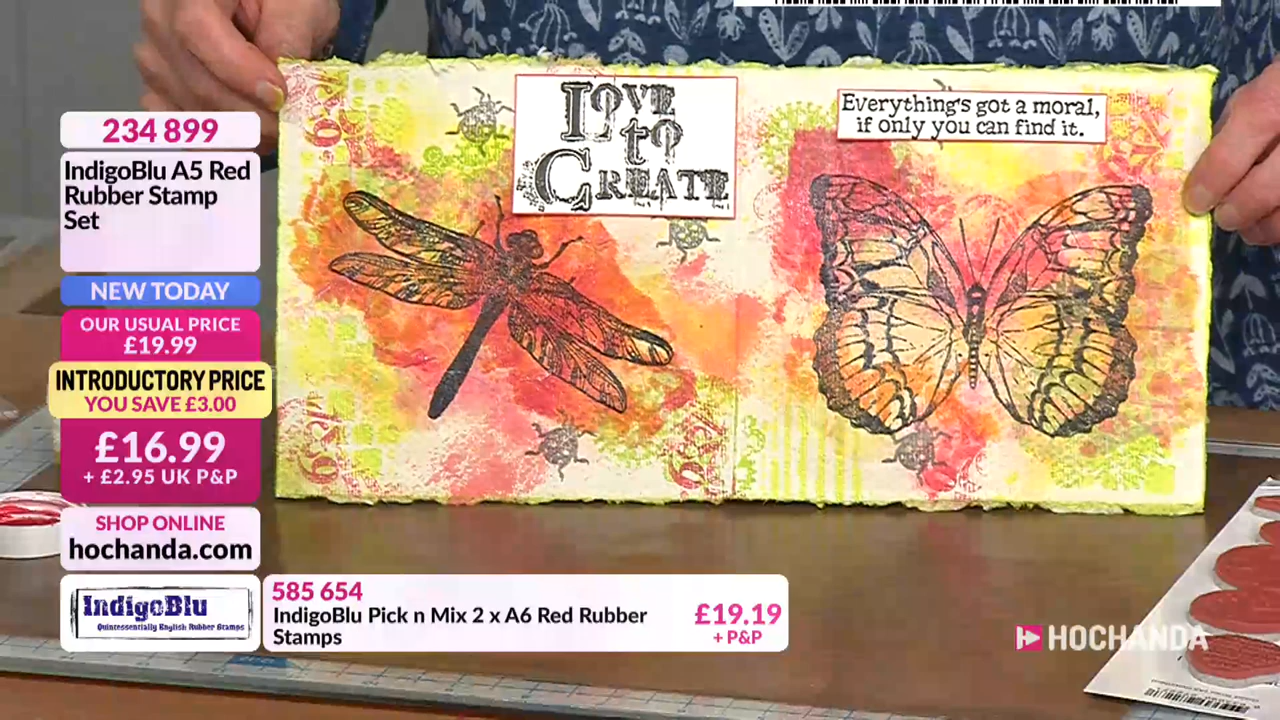 234 899
IndigoBlu A5 Red
Rubber Stamp
Set
NEW TODAY
OUR USUAL PRICE
£19.99
INTRODUCTORY PRICE
YOU SAVE £3.00
£16.99
+ £2.95 UK P&P
SHOP ONLINE
hochanda.com
IndigoBlu
Quintessentially English Rubber Stamps
585 654
IndigoBlu Pick n Mix 2 x A6 Red Rubber
Stamps
£19.19
+ P&P
LOVE
to
CREATE
Everything's got a moral,
if only you can find it.
HOCHANDA